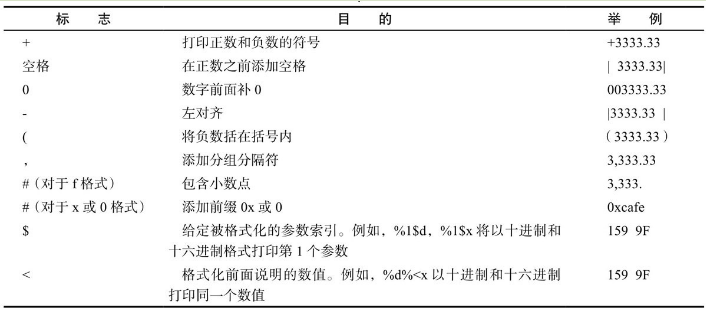 标 志 目 的 举 例
+ 打印正数和负数的符号 +3333.33
空格 在正数之前添加空格 | 3333.33|
0 数字前面补 0 003333.33
- 左对齐 |3333.33 |
( 将负数括在括号内 （3333.33）
, 添加分组分隔符 3,333.33
#（对于 f 格式） 包含小数点 3,333.
#（对于 x 或 0 格式） 添加前缀 0x 或 0 0xcafe
$ 给定被格式化的参数索引。例如，%1$d，%1$x 将以十进制和 159 9F
十六进制格式打印第 1 个参数
< 格式化前面说明的数值。例如，%d%<x 以十进制和十六进制 159 9F
打印同一个数值